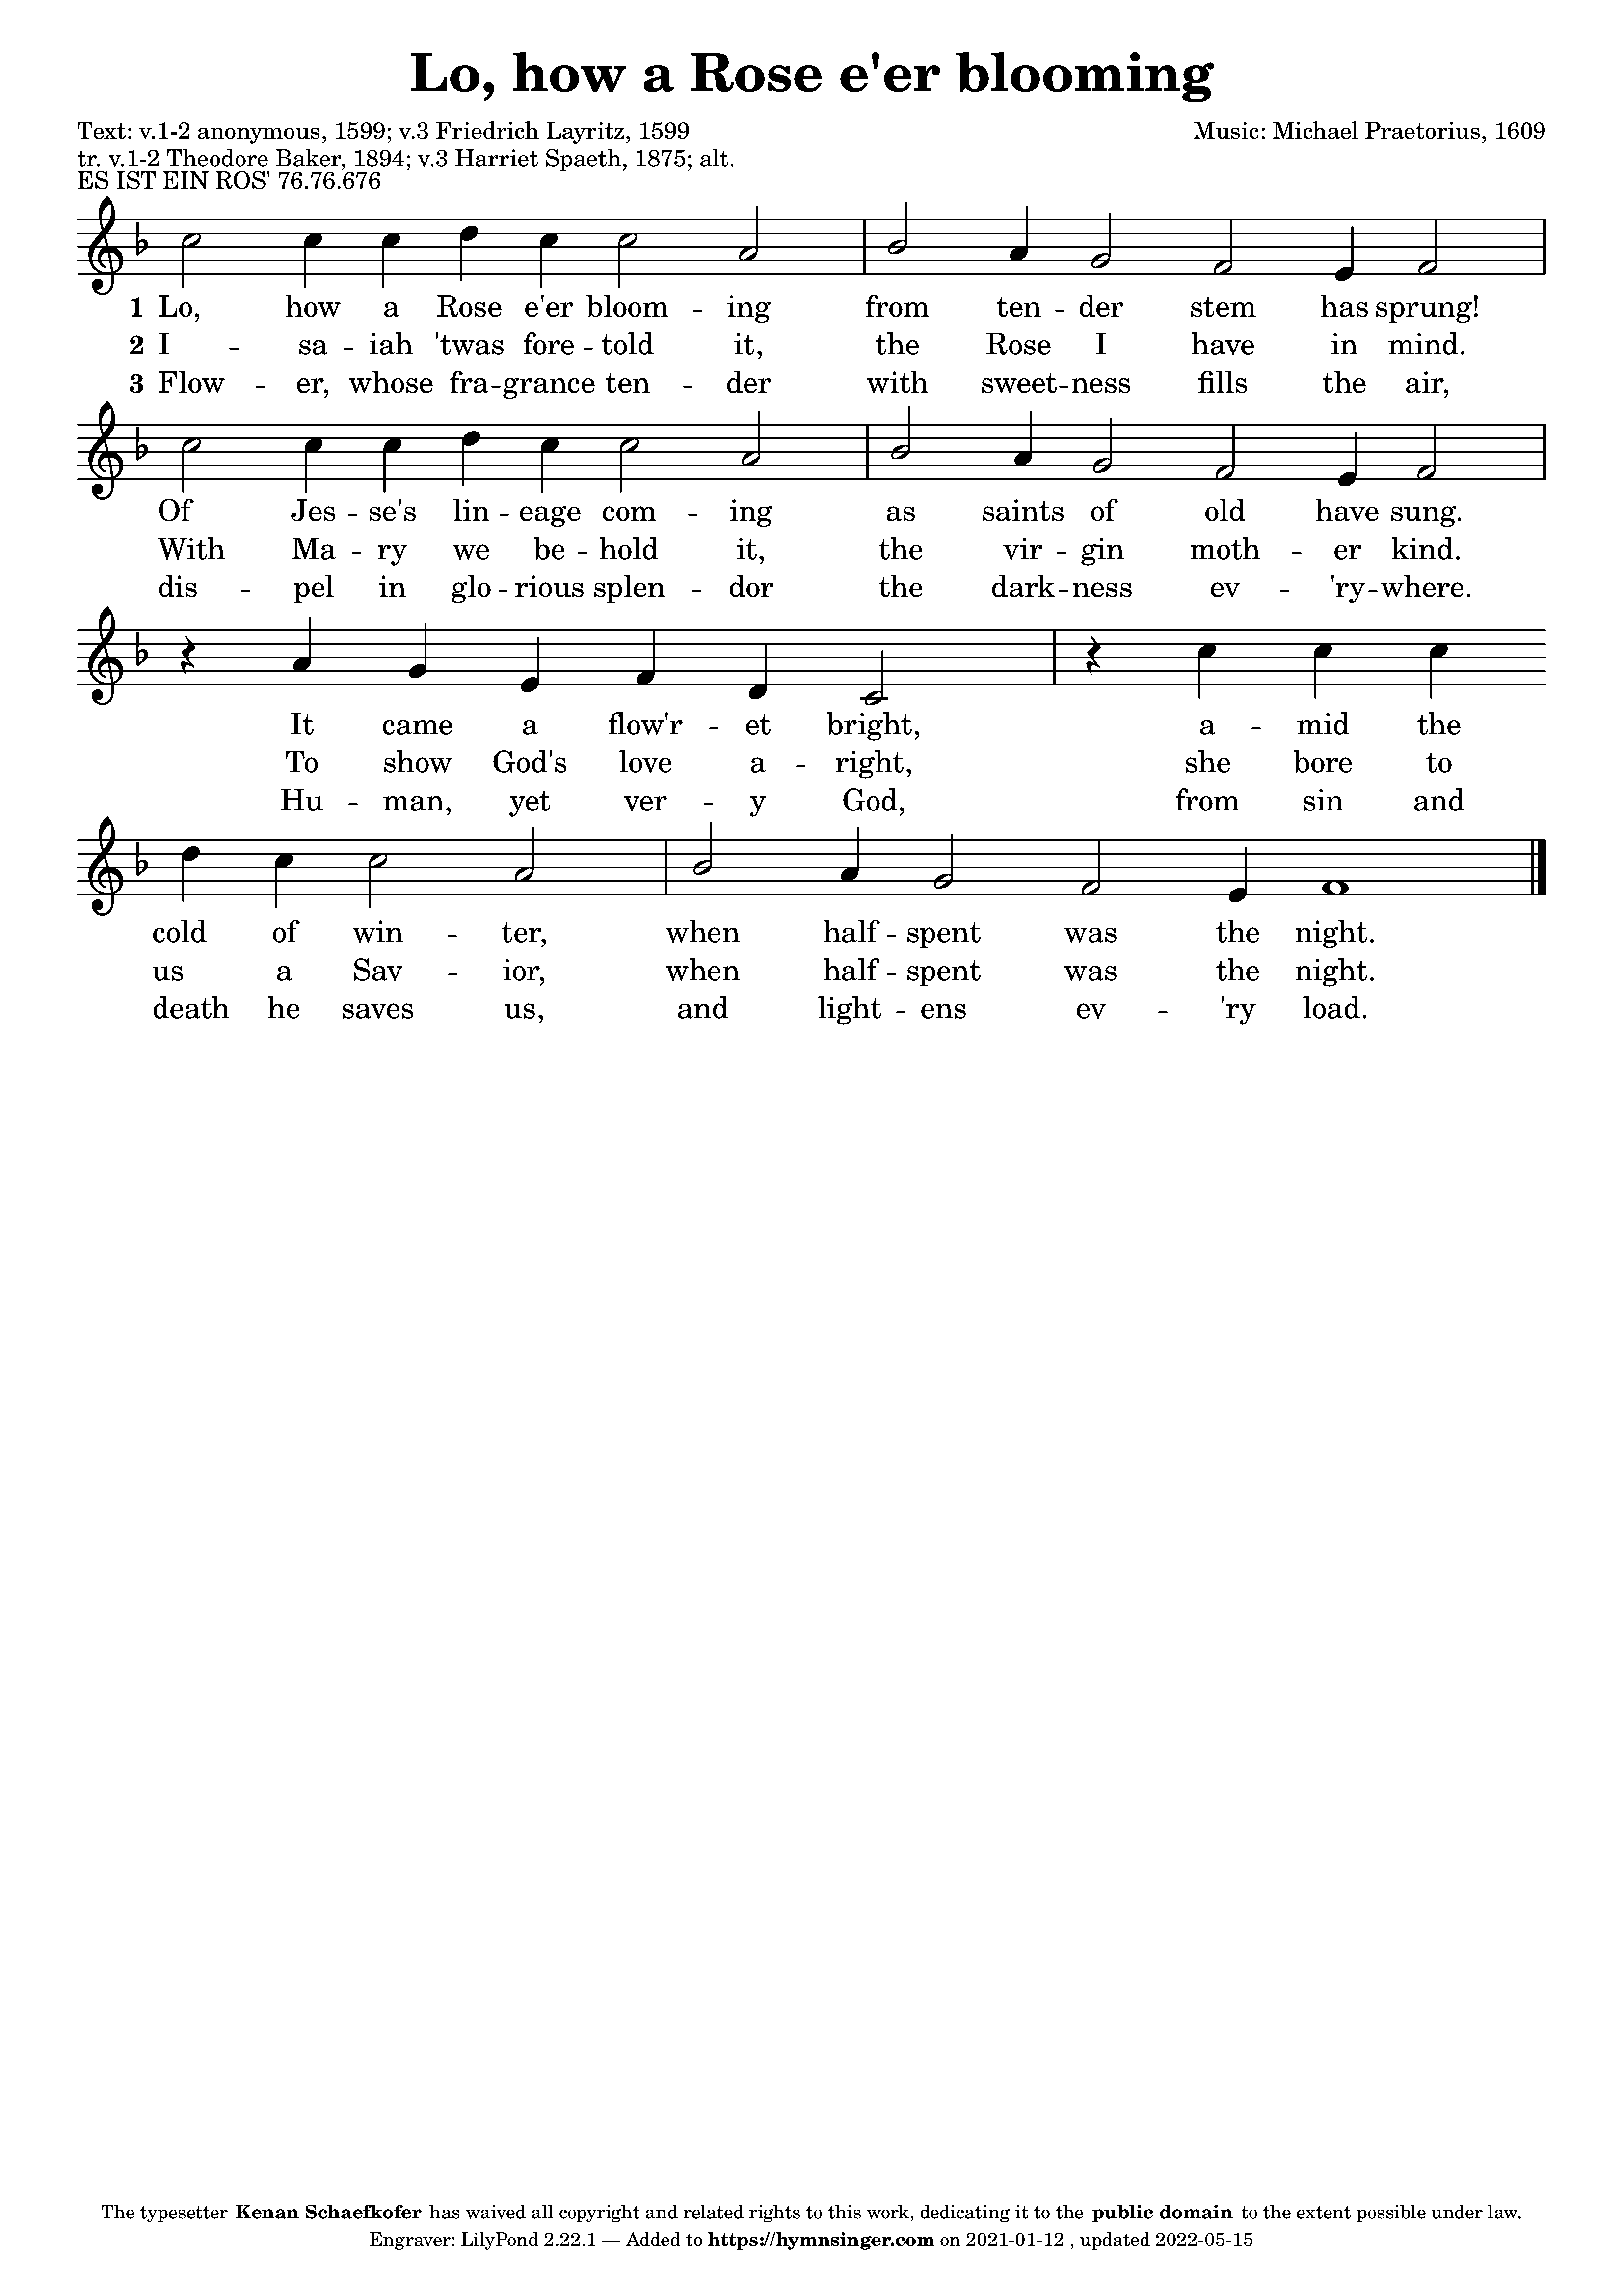 Lo, how a Rose e'er blooming
Text: v.1-2 anonymous, 1599; v.3 Friedrich Layritz, 1599 Music: Michael Praetorius, 1609
tr. v.1-2 Theodore Baker, 1894; v.3 Harriet Spaeth, 1875; alt.
ES IST EIN ROS' 76.76.676
1 Lo, how a Rose e'er bloom -- ing from ten -- der stem has sprung!
2 I -- sa -- iah 'twas fore -- told it, the Rose I have in mind.
3 Flow -- er, whose fra -- grance ten -- der with sweet -- ness fills the air,
Of Jes -- se's lin -- eage com -- ing as saints of old have sung.
With Ma -- ry we be -- hold it, the vir -- gin moth -- er kind.
dis -- pel in glo -- rious splen -- dor the dark -- ness ev -- 'ry -- where.
It came a flow'r -- et bright, a -- mid the
To show God's love a -- right, she bore to
Hu -- man, yet ver -- y God, from sin and
cold of win -- ter, when half -- spent was the night.
us a Sav -- ior, when half -- spent was the night.
death he saves us, and light -- ens ev -- 'ry load.
The typesetter Kenan Schaefkofer has waived all copyright and related rights to this work, dedicating it to the public domain to the extent possible under law.
Engraver: LilyPond 2.22.1 — Added to https://hymnsinger.com on 2021-01-12 , updated 2022-05-15